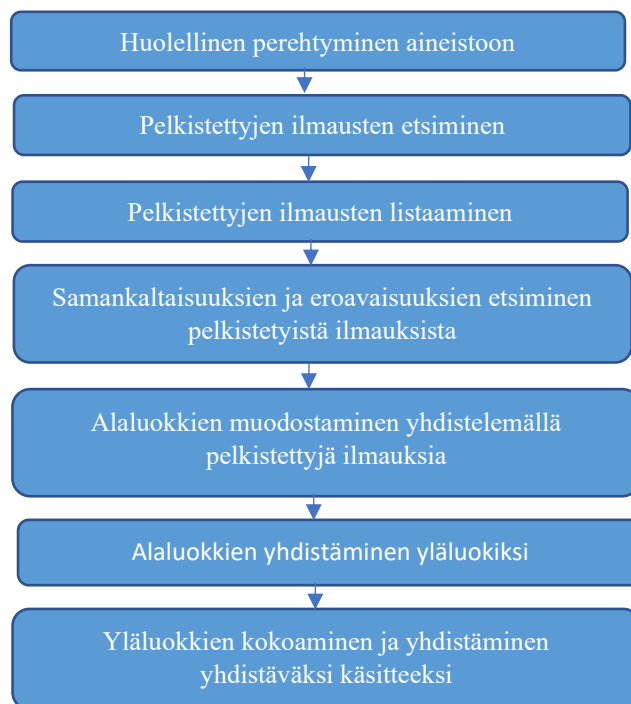 Huolellinen perehtyminen aineistoon
Pelkistettyjen ilmausten etsiminen
Pelkistettyjen ilmausten listaaminen
Samankaltaisuuksien ja eroavaisuuksien etsiminen
pelkistetyistä ilmauksista
Alaluokkien muodostaminen yhdistelemällä
pelkistettyjä ilmauksia
Alaluokkien yhdistäminen yläluokiksi
Yläluokkien kokoaminen ja yhdistäminen
yhdistäväksi käsitteeksi